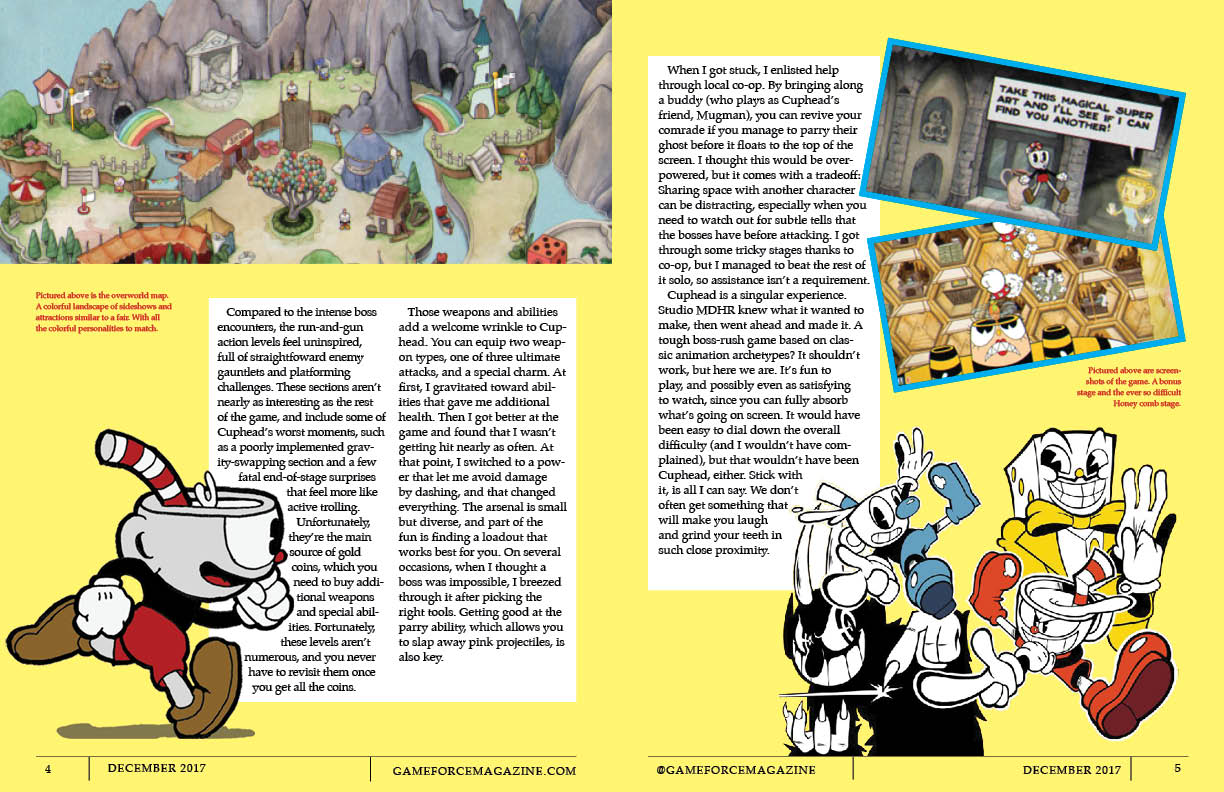 Pictured above is the overworld map.
A colorful landscape of sideshows and
attractions similar to a fair. With all
the colorful personalities to match.
Compared to the intense boss
encounters, the run-and-gun
action levels feel uninspired,
full of straightfoward enemy
gauntlets and platforming
challenges. These sections aren't
nearly as interesting as the rest
of the game, and include some of
Cuphead's worst moments, such
as a poorly implemented grav-
ity-swapping section and a few
fatal end-of-stage surprises
that feel more like
active trolling.
Unfortunately,
they're the main
source of gold
coins, which you
need to buy addi-
tional weapons
and special abil-
ities. Fortunately,
these levels aren't
numerous, and you never
have to revisit them once
you get all the coins.
Those weapons and abilities
add a welcome wrinkle to Cup-
head. You can equip two weap-
on types, one of three ultimate
attacks, and a special charm. At
first, I gravitated toward abil-
ities that gave me additional
health. Then I got better at the
game and found that I wasn't
getting hit nearly as often. At
that point, I switched to a pow-
er that let me avoid damage
by dashing, and that changed
everything. The arsenal is small
but diverse, and part of the
fun is finding a loadout that
works best for you. On several
occasions, when I thought a
boss was impossible, I breezed
through it after picking the
right tools. Getting good at the
parry ability, which allows you
to slap away pink projectiles, is
also key.
4
DECEMBER 2017
GAMEFORCEMAGAZINE.COM
When I got stuck, I enlisted help
through local co-op. By bringing along
a buddy (who plays as Cuphead's
friend, Mugman), you can revive your
comrade if you manage to parry their
ghost before it floats to the top of the
screen. I thought this would be over-
powered, but it comes with a tradeoff:
Sharing space with another character
can be distracting, especially when you
need to watch out for subtle tells that
the bosses have before attacking. I got
through some tricky stages thanks to
co-op, but I managed to beat the rest of
it solo, so assistance isn't a requirement.
Cuphead is a singular experience.
Studio MDHR knew what it wanted to
make, then went ahead and made it. A
tough boss-rush game based on clas-
sic animation archetypes? It shouldn't
work, but here we are. It's fun to
play, and possibly even as satisfying
to watch, since you can fully absorb
what's going on screen. It would have
been easy to dial down the overall
difficulty (and I wouldn't have com-
plained), but that wouldn't have been
Cuphead, either. Stick with
it, is all I can say. We don't
often get something that
will make you laugh
and grind your teeth in
such close proximity.
TAKE THIS MAGICAL SUPER
ART AND I'LL SEE IF I CAN
FIND YOU ANOTHER!
Pictured above are screen-
shots of the game. A bonus
stage and the ever so difficult
Honey comb stage.
@GAMEFORCEMAGAZINE
DECEMBER 2017
5